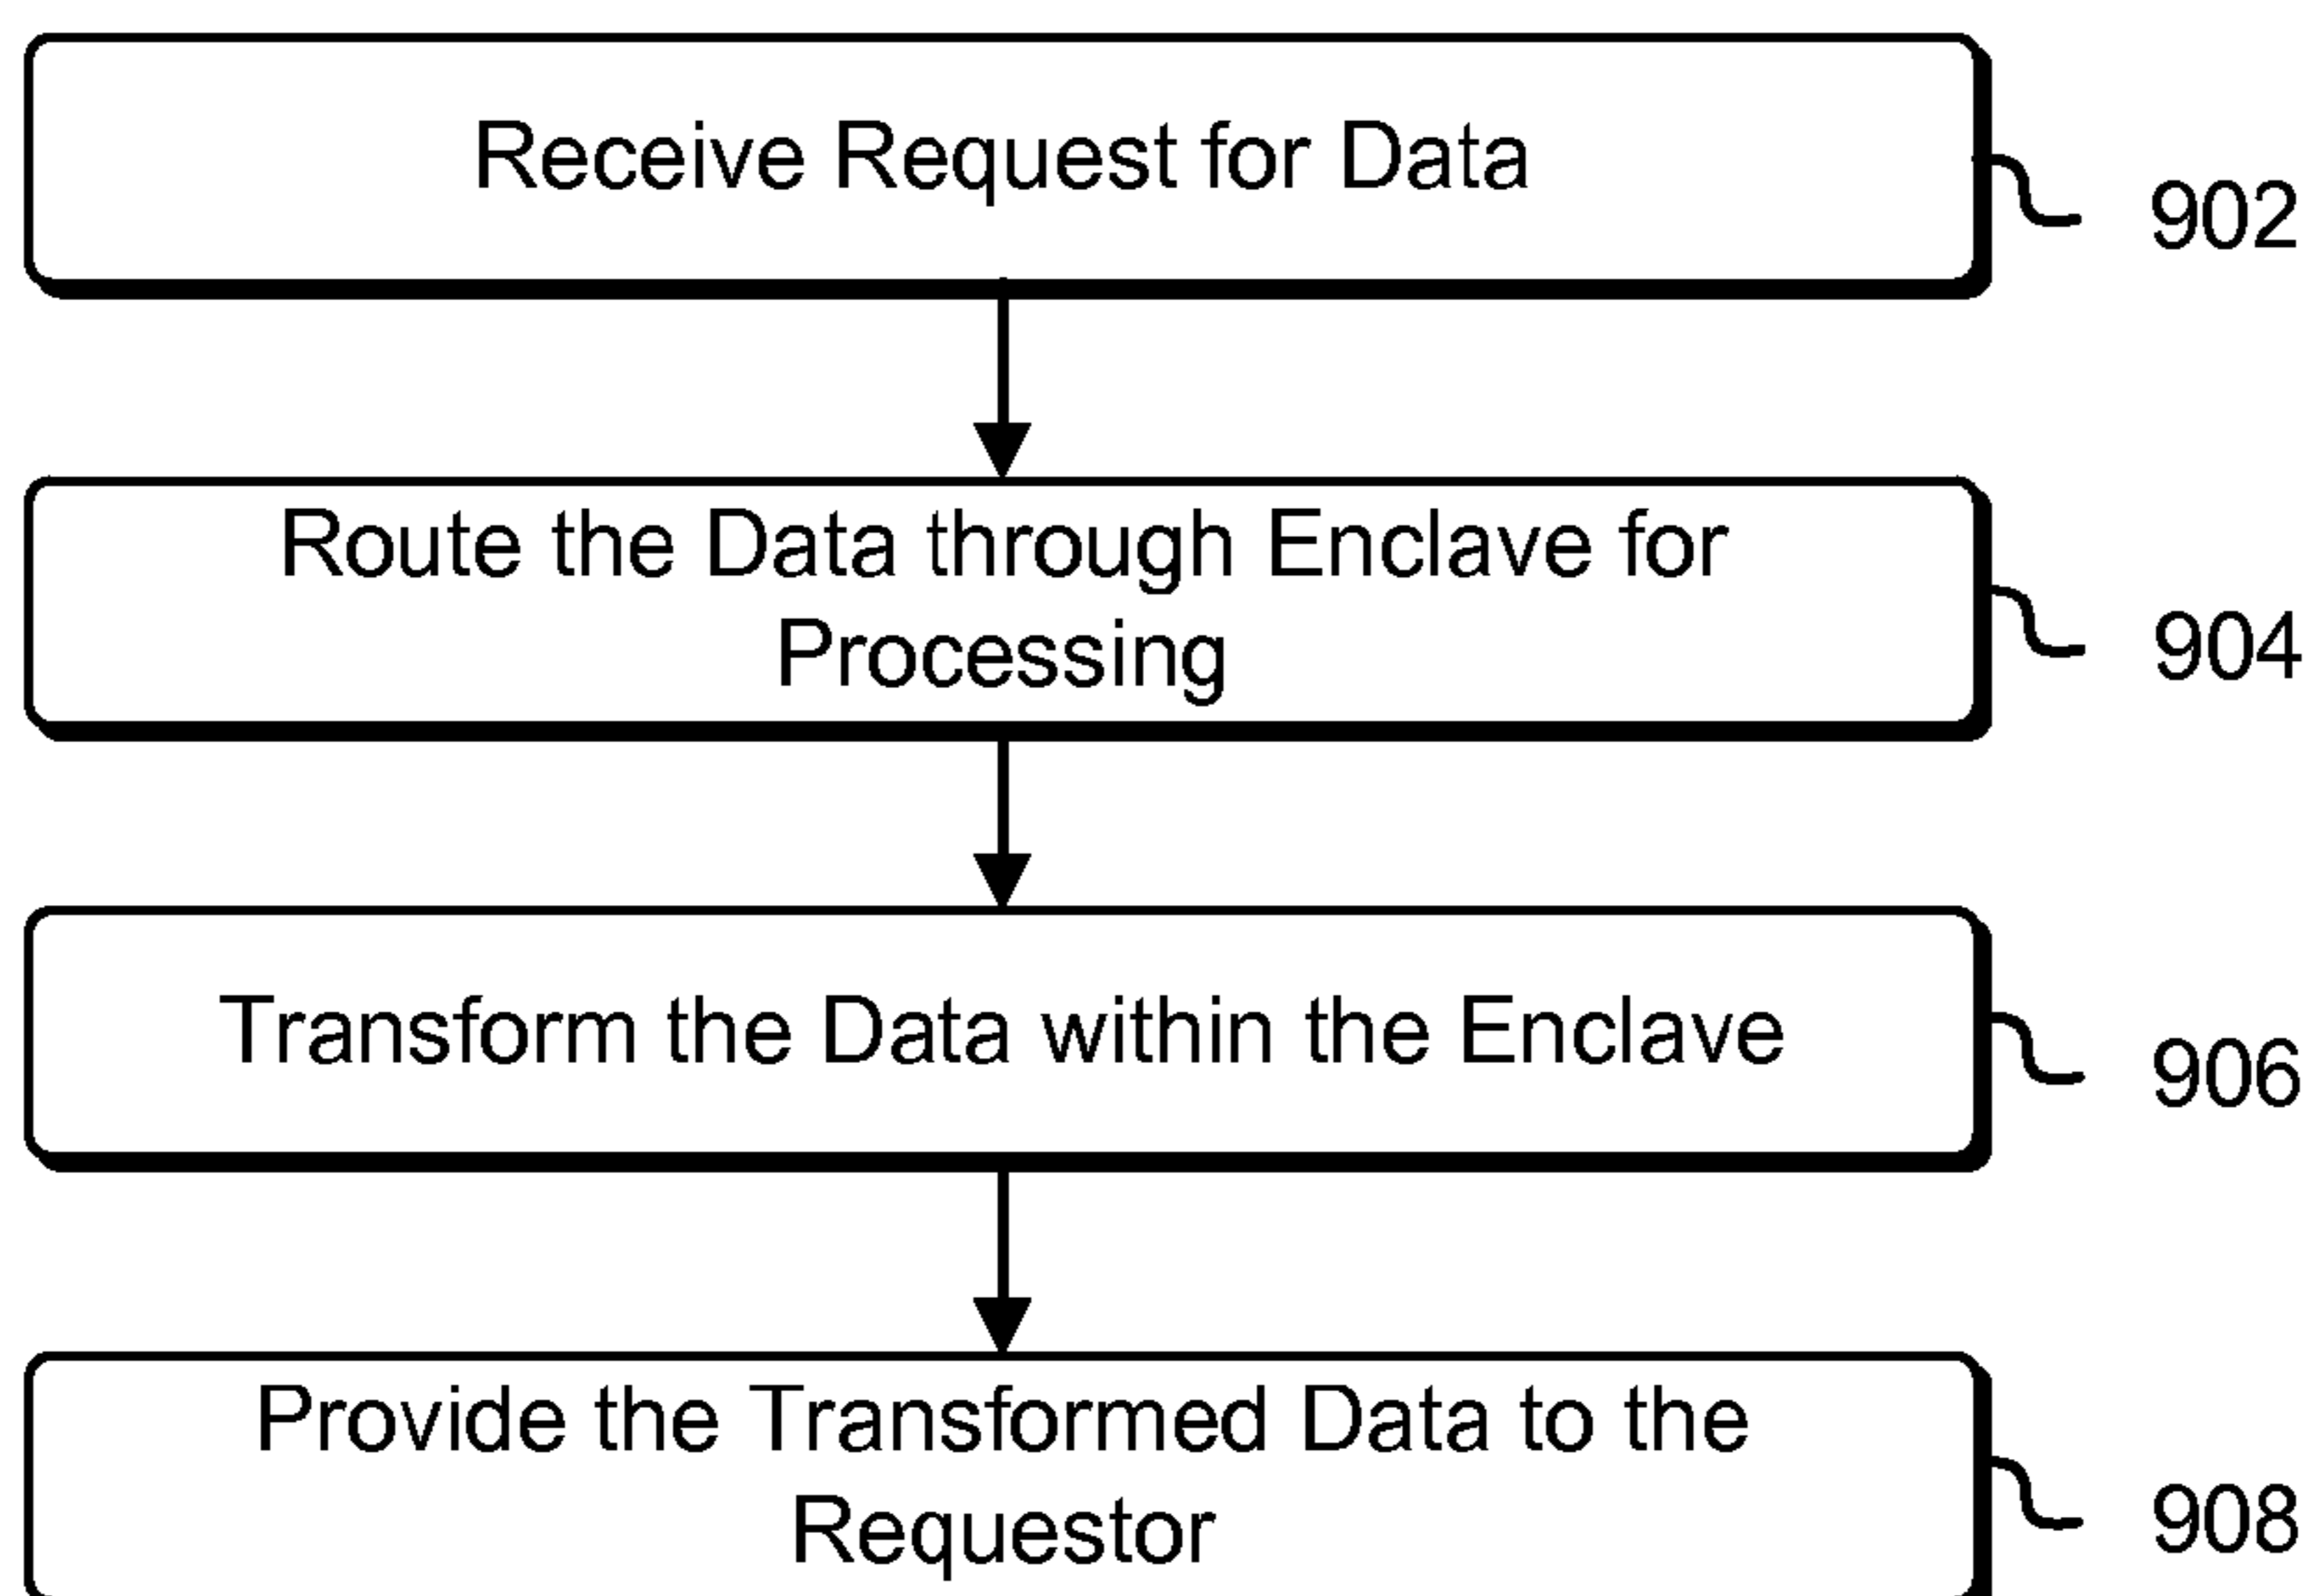 Receive Request for Data
902
Route the Data through Enclave for
Processing
904
Transform the Data within the Enclave
906
Provide the Transformed Data to the
Requestor
908